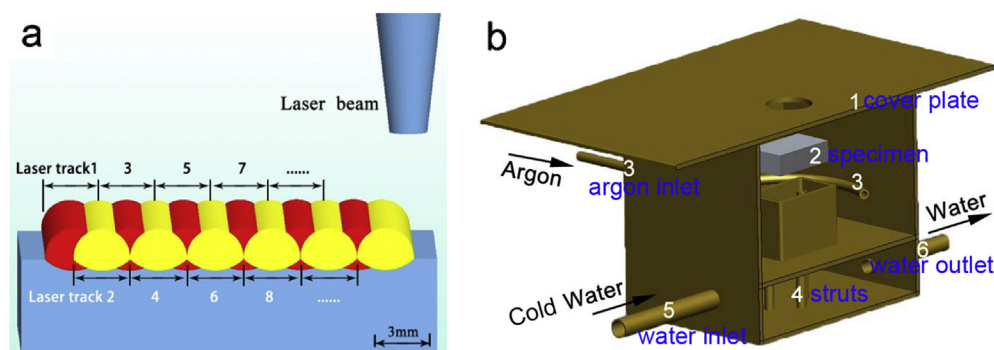 a
Laser beam
Laser track1
3
5
7
......
Laser track 2
4
6
8
......
3mm
b
1 cover plate
2 specimen
Argon
3
argon inlet
3
Water
6
water outlet
4 struts
Cold Water
5
water inlet